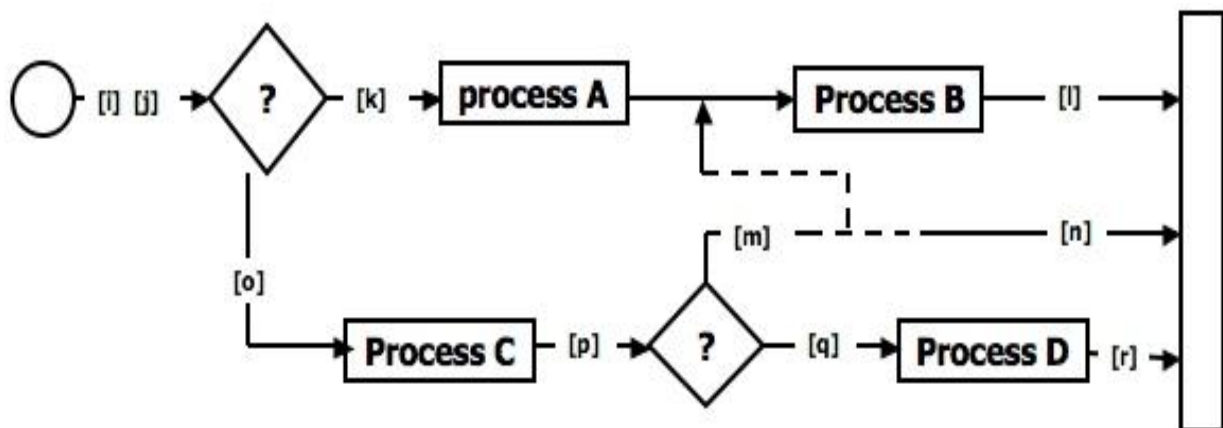 [i] [j] ? [k] process A Process B [l]
[m] [n]
[o]
Process C [p] ? [q] Process D [r]